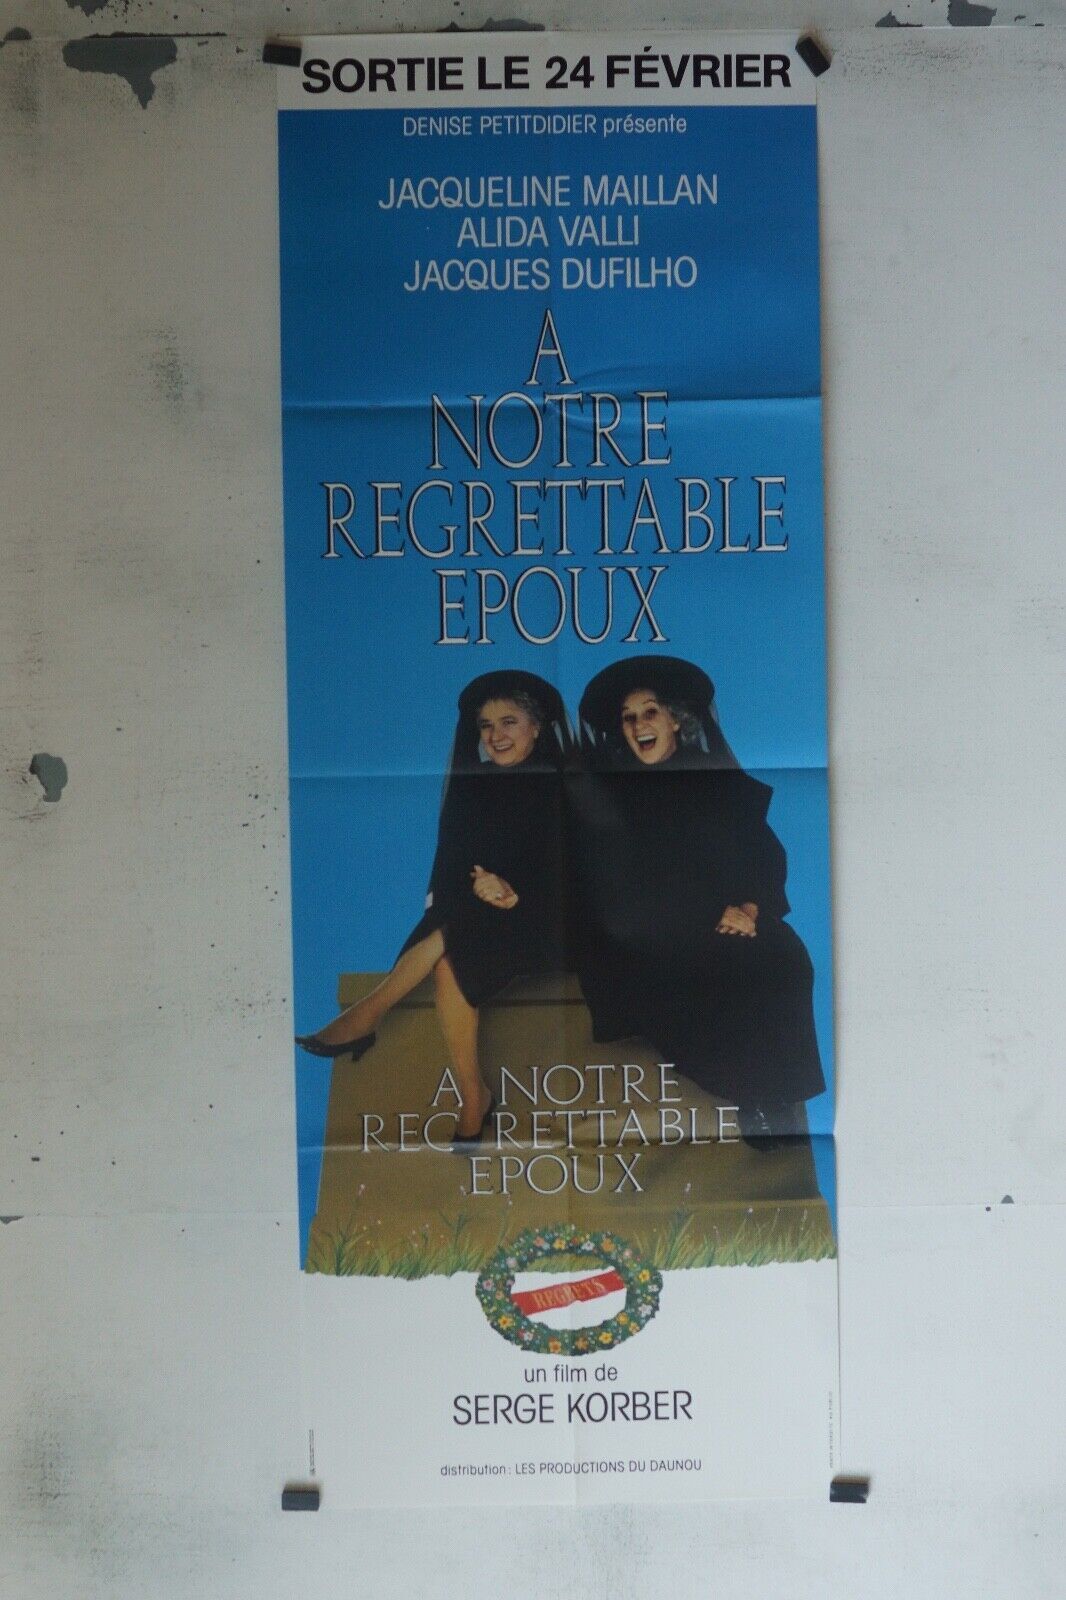 SORTIE LE 24 FÉVRIER
DENISE PETITDIDIER présente
JACQUELINE MAILLAN
ALIDA VALLI
JACQUES DUFILHO
A
NOTRE
REGRETTABLE
EPOUX
A NOTRE
REGRETTABLE
EPOUX
REGRETS
un film de
SERGE KORBER
distribution: LES PRODUCTIONS DU DAUNOU